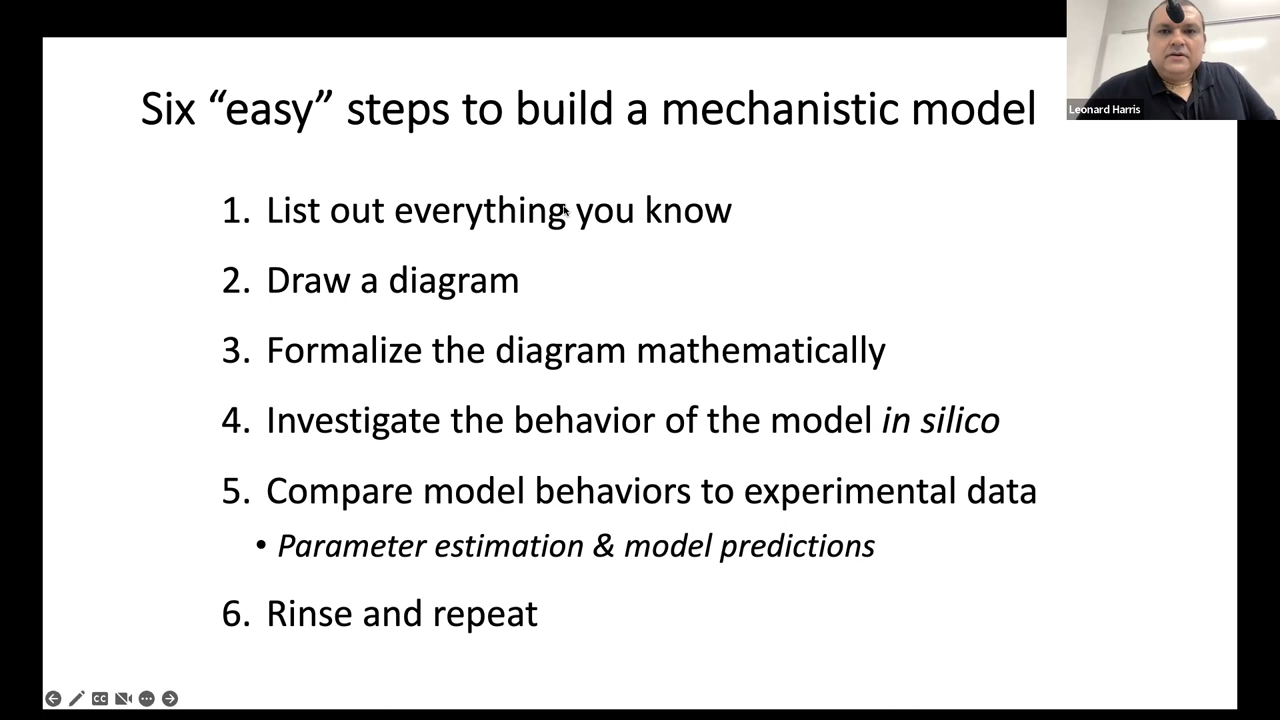 Six “easy” steps to build a mechanistic model
Leonard Harris
1. List out everything you know
2. Draw a diagram
3. Formalize the diagram mathematically
4. Investigate the behavior of the model in silico
5. Compare model behaviors to experimental data
• Parameter estimation & model predictions
6. Rinse and repeat
CC